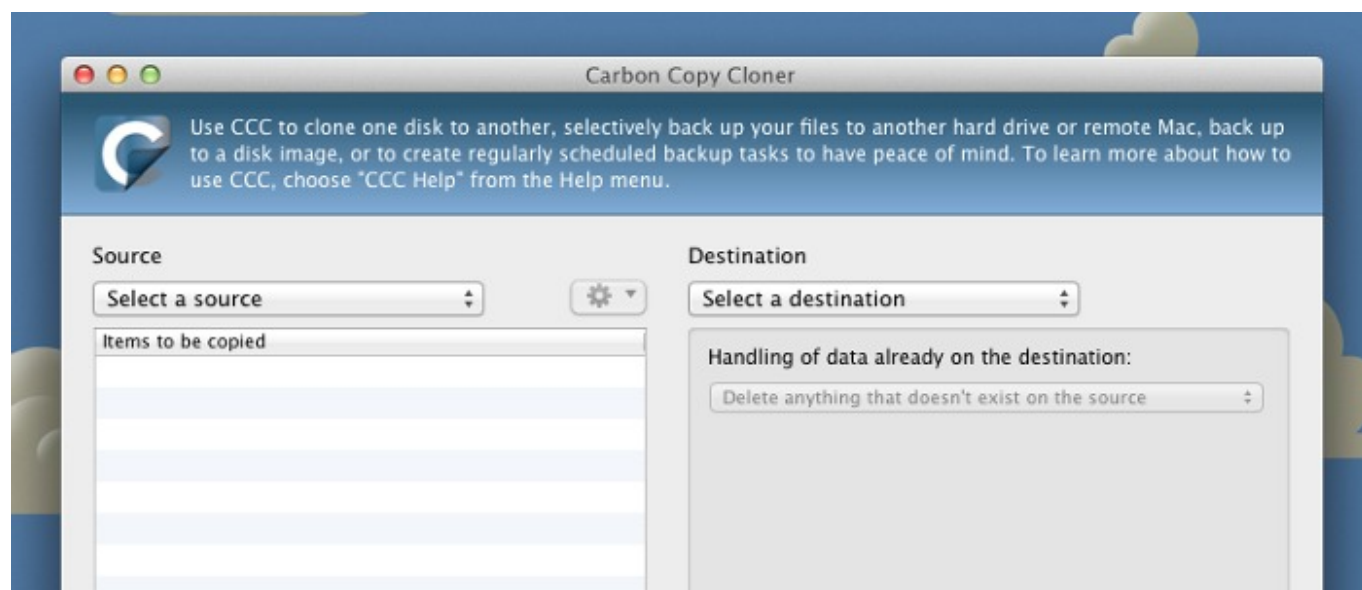 Carbon Copy Cloner
Use CCC to clone one disk to another, selectively back up your files to another hard drive or remote Mac, back up
to a disk image, or to create regularly scheduled backup tasks to have peace of mind. To learn more about how to
use CCC, choose "CCC Help" from the Help menu.
Source
Select a source
Items to be copied
Destination
Select a destination
Handling of data already on the destination:
Delete anything that doesn't exist on the source